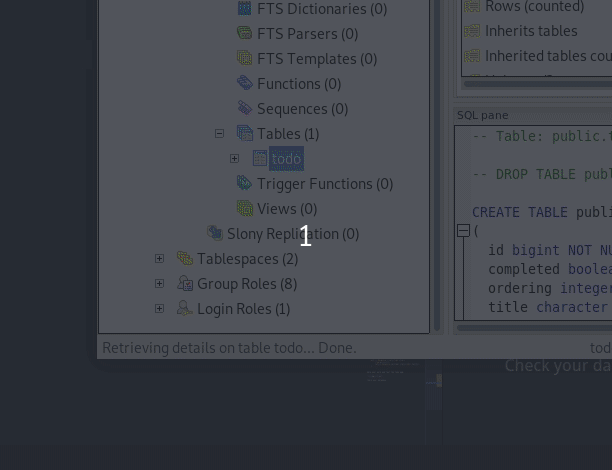 FTS Dictionaries (0)
FTS Parsers (0)
FTS Templates (0)
Functions (0)
Sequences (0)
Tables (1)
todo
Trigger Functions (0)
Views (0)
Slony Replication (0)
Tablespaces (2)
Group Roles (8)
Login Roles (1)
Retrieving details on table todo... Done.
1
Rows (counted)
Inherits tables
Inherited tables cou
SQL pane
-- Table: public.t
-- DROP TABLE publ
CREATE TABLE publi
(
id bigint NOT NU
completed boolea
ordering integer
title character
tod
Check your da